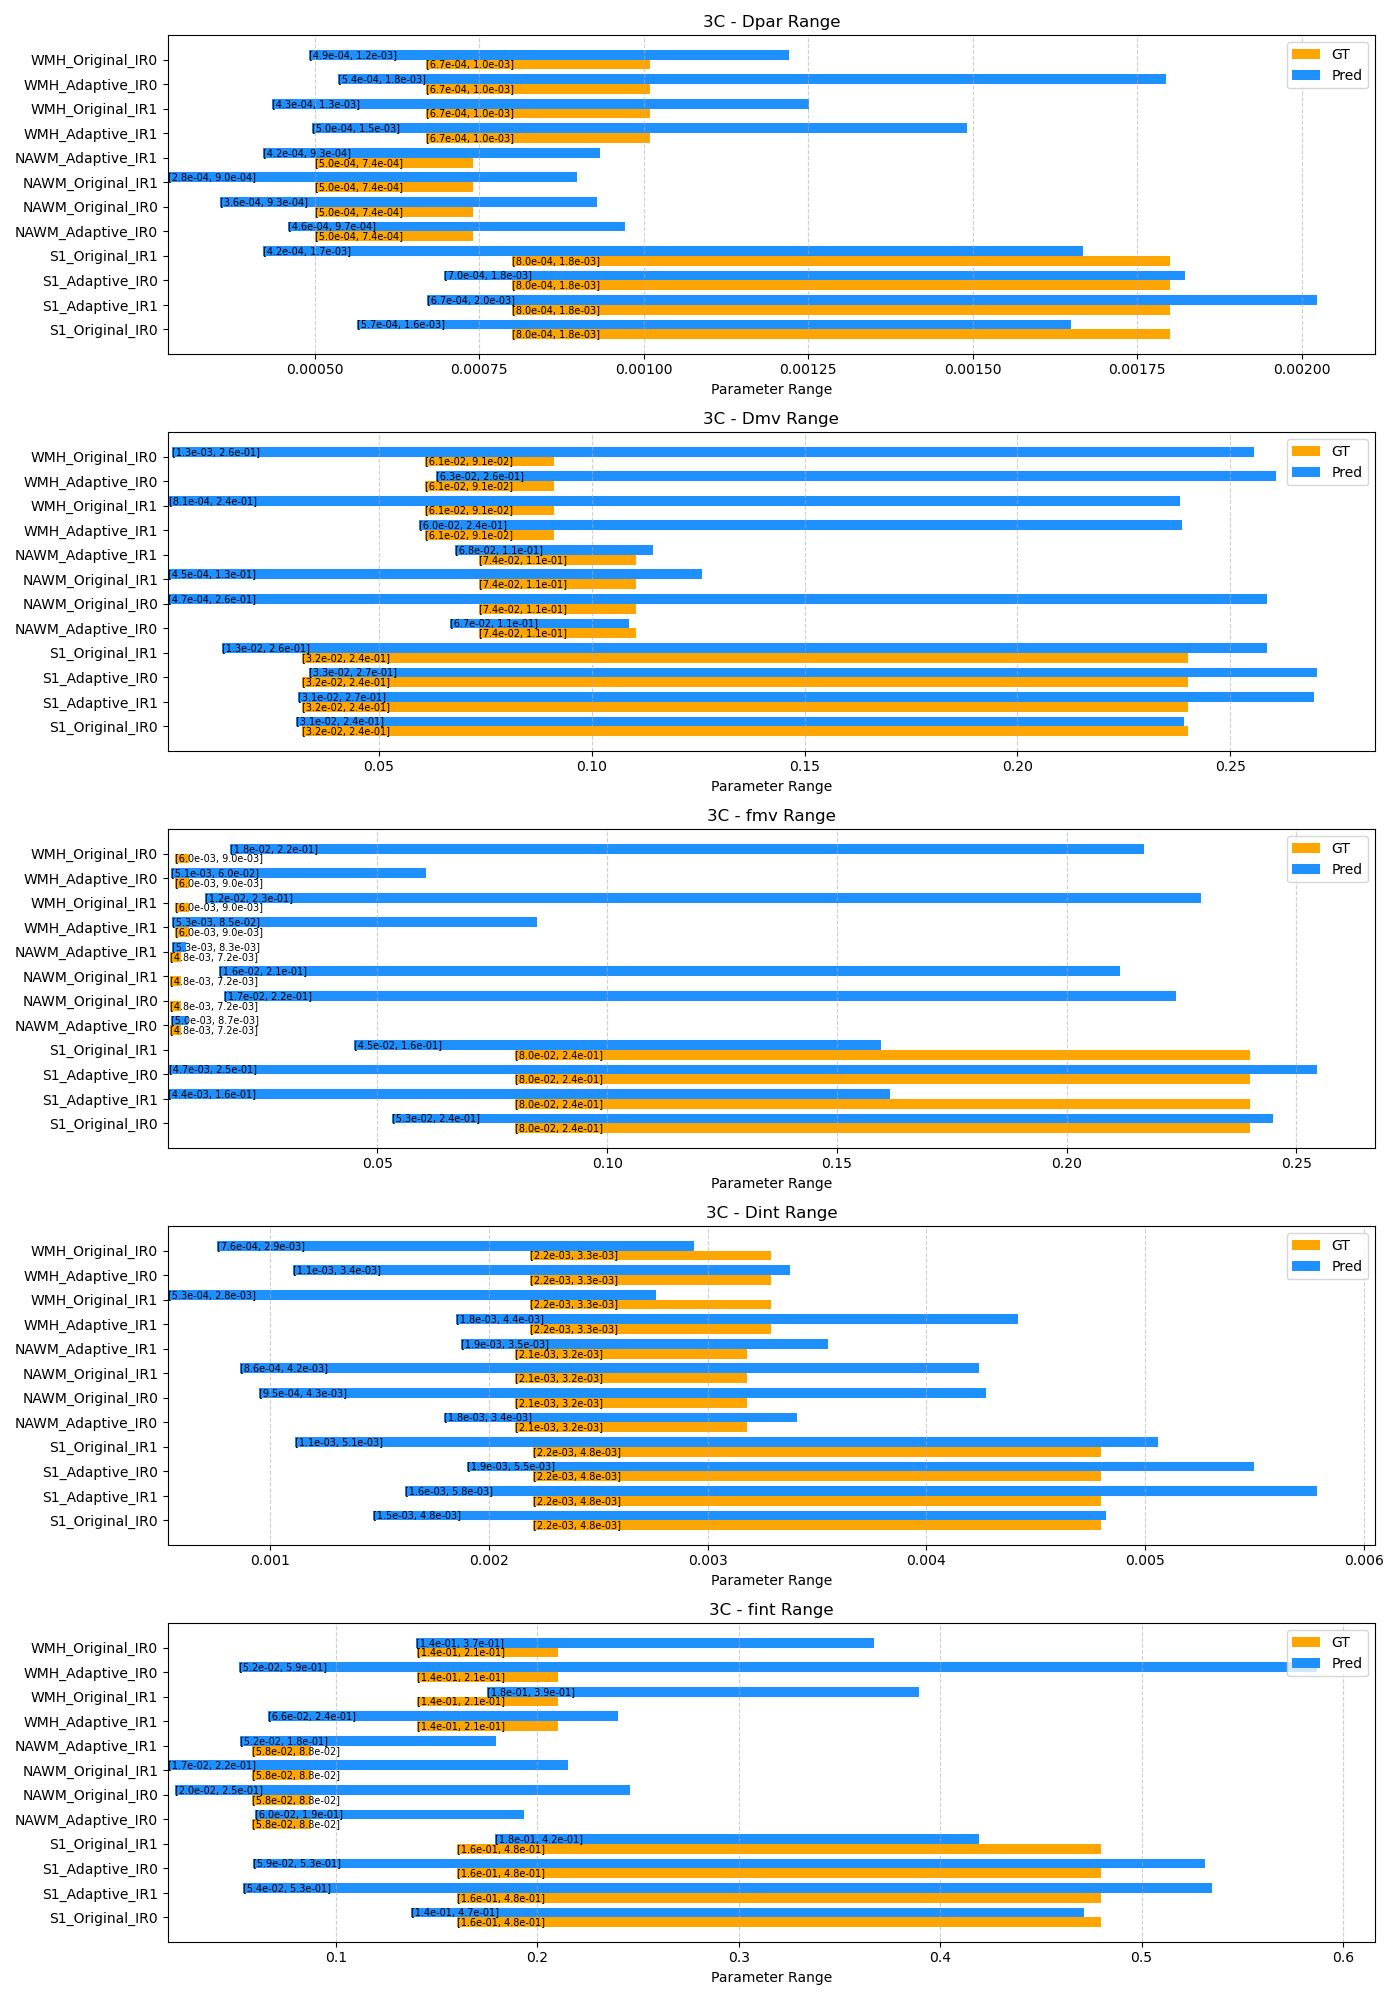 3C - Dpar Range
GT
Pred
WMH_Original_IR0
[4.9e-04, 1.2e-03]
[6.7e-04, 1.0e-03]
WMH_Adaptive_IR0
[5.4e-04, 1.8e-03]
[6.7e-04, 1.0e-03]
WMH_Original_IR1
[4.3e-04, 1.3e-03]
[6.7e-04, 1.0e-03]
WMH_Adaptive_IR1
[5.0e-04, 1.5e-03]
[6.7e-04, 1.0e-03]
NAWM_Adaptive_IR1
[4.2e-04, 9.3e-04]
[5.0e-04, 7.4e-04]
NAWM_Original_IR1
[2.8e-04, 9.0e-04]
[5.0e-04, 7.4e-04]
NAWM_Original_IR0
[3.6e-04, 9.3e-04]
[5.0e-04, 7.4e-04]
NAWM_Adaptive_IR0
[4.6e-04, 9.7e-04]
[5.0e-04, 7.4e-04]
S1_Original_IR1
[4.2e-04, 1.7e-03]
[8.0e-04, 1.8e-03]
S1_Adaptive_IR0
[7.0e-04, 1.8e-03]
[8.0e-04, 1.8e-03]
S1_Adaptive_IR1
[6.7e-04, 2.0e-03]
[8.0e-04, 1.8e-03]
S1_Original_IR0
[5.7e-04, 1.6e-03]
[8.0e-04, 1.8e-03]
0.00050 0.00075 0.00100 0.00125 0.00150 0.00175 0.00200
Parameter Range
3C - Dmv Range
GT
Pred
WMH_Original_IR0
[1.3e-03, 2.6e-01]
[6.1e-02, 9.1e-02]
WMH_Adaptive_IR0
[6.3e-02, 2.6e-01]
[6.1e-02, 9.1e-02]
WMH_Original_IR1
[8.1e-04, 2.4e-01]
[6.1e-02, 9.1e-02]
WMH_Adaptive_IR1
[6.0e-02, 2.4e-01]
[6.1e-02, 9.1e-02]
NAWM_Adaptive_IR1
[6.8e-02, 1.1e-01]
[7.4e-02, 1.1e-01]
NAWM_Original_IR1
[4.5e-04, 1.3e-01]
[7.4e-02, 1.1e-01]
NAWM_Original_IR0
[4.7e-04, 2.6e-01]
[7.4e-02, 1.1e-01]
NAWM_Adaptive_IR0
[6.7e-02, 1.1e-01]
[7.4e-02, 1.1e-01]
S1_Original_IR1
[1.3e-02, 2.6e-01]
[3.2e-02, 2.4e-01]
S1_Adaptive_IR0
[3.3e-02, 2.7e-01]
[3.2e-02, 2.4e-01]
S1_Adaptive_IR1
[3.1e-02, 2.7e-01]
[3.2e-02, 2.4e-01]
S1_Original_IR0
[3.1e-02, 2.4e-01]
[3.2e-02, 2.4e-01]
0.05 0.10 0.15 0.20 0.25
Parameter Range
3C - fmv Range
GT
Pred
WMH_Original_IR0
[1.8e-02, 2.2e-01]
[6.0e-03, 9.0e-03]
WMH_Adaptive_IR0
[5.1e-03, 6.0e-02]
[6.0e-03, 9.0e-03]
WMH_Original_IR1
[1.2e-02, 2.3e-01]
[6.0e-03, 9.0e-03]
WMH_Adaptive_IR1
[5.3e-03, 8.5e-02]
[6.0e-03, 9.0e-03]
NAWM_Adaptive_IR1
[5.3e-03, 8.3e-03]
[4.8e-03, 7.2e-03]
NAWM_Original_IR1
[1.6e-02, 2.1e-01]
[4.8e-03, 7.2e-03]
NAWM_Original_IR0
[1.7e-02, 2.2e-01]
[4.8e-03, 7.2e-03]
NAWM_Adaptive_IR0
[5.0e-03, 8.7e-03]
[4.8e-03, 7.2e-03]
S1_Original_IR1
[4.5e-02, 1.6e-01]
[8.0e-02, 2.4e-01]
S1_Adaptive_IR0
[4.7e-03, 2.5e-01]
[8.0e-02, 2.4e-01]
S1_Adaptive_IR1
[4.4e-03, 1.6e-01]
[8.0e-02, 2.4e-01]
S1_Original_IR0
[5.3e-02, 2.4e-01]
[8.0e-02, 2.4e-01]
0.05 0.10 0.15 0.20 0.25
Parameter Range
3C - Dint Range
GT
Pred
WMH_Original_IR0
[7.6e-04, 2.9e-03]
[2.2e-03, 3.3e-03]
WMH_Adaptive_IR0
[1.1e-03, 3.4e-03]
[2.2e-03, 3.3e-03]
WMH_Original_IR1
[5.3e-04, 2.8e-03]
[2.2e-03, 3.3e-03]
WMH_Adaptive_IR1
[1.8e-03, 4.4e-03]
[2.2e-03, 3.3e-03]
NAWM_Adaptive_IR1
[1.9e-03, 3.5e-03]
[2.1e-03, 3.2e-03]
NAWM_Original_IR1
[8.6e-04, 4.2e-03]
[2.1e-03, 3.2e-03]
NAWM_Original_IR0
[9.5e-04, 4.3e-03]
[2.1e-03, 3.2e-03]
NAWM_Adaptive_IR0
[1.8e-03, 3.4e-03]
[2.1e-03, 3.2e-03]
S1_Original_IR1
[1.1e-03, 5.1e-03]
[2.2e-03, 4.8e-03]
S1_Adaptive_IR0
[1.9e-03, 5.5e-03]
[2.2e-03, 4.8e-03]
S1_Adaptive_IR1
[1.6e-03, 5.8e-03]
[2.2e-03, 4.8e-03]
S1_Original_IR0
[1.5e-03, 4.8e-03]
[2.2e-03, 4.8e-03]
0.001 0.002 0.003 0.004 0.005 0.006
Parameter Range
3C - fint Range
GT
Pred
WMH_Original_IR0
[1.4e-01, 3.7e-01]
[1.4e-01, 2.1e-01]
WMH_Adaptive_IR0
[5.2e-02, 5.9e-01]
[1.4e-01, 2.1e-01]
WMH_Original_IR1
[1.8e-01, 3.9e-01]
[1.4e-01, 2.1e-01]
WMH_Adaptive_IR1
[6.6e-02, 2.4e-01]
[1.4e-01, 2.1e-01]
NAWM_Adaptive_IR1
[5.2e-02, 1.8e-01]
[5.8e-02, 8.8e-02]
NAWM_Original_IR1
[1.7e-02, 2.2e-01]
[5.8e-02, 8.8e-02]
NAWM_Original_IR0
[2.0e-02, 2.5e-01]
[5.8e-02, 8.8e-02]
NAWM_Adaptive_IR0
[6.0e-02, 1.9e-01]
[5.8e-02, 8.8e-02]
S1_Original_IR1
[1.8e-01, 4.2e-01]
[1.6e-01, 4.8e-01]
S1_Adaptive_IR0
[5.9e-02, 5.3e-01]
[1.6e-01, 4.8e-01]
S1_Adaptive_IR1
[5.4e-02, 5.3e-01]
[1.6e-01, 4.8e-01]
S1_Original_IR0
[1.4e-01, 4.7e-01]
[1.6e-01, 4.8e-01]
0.1 0.2 0.3 0.4 0.5 0.6
Parameter Range